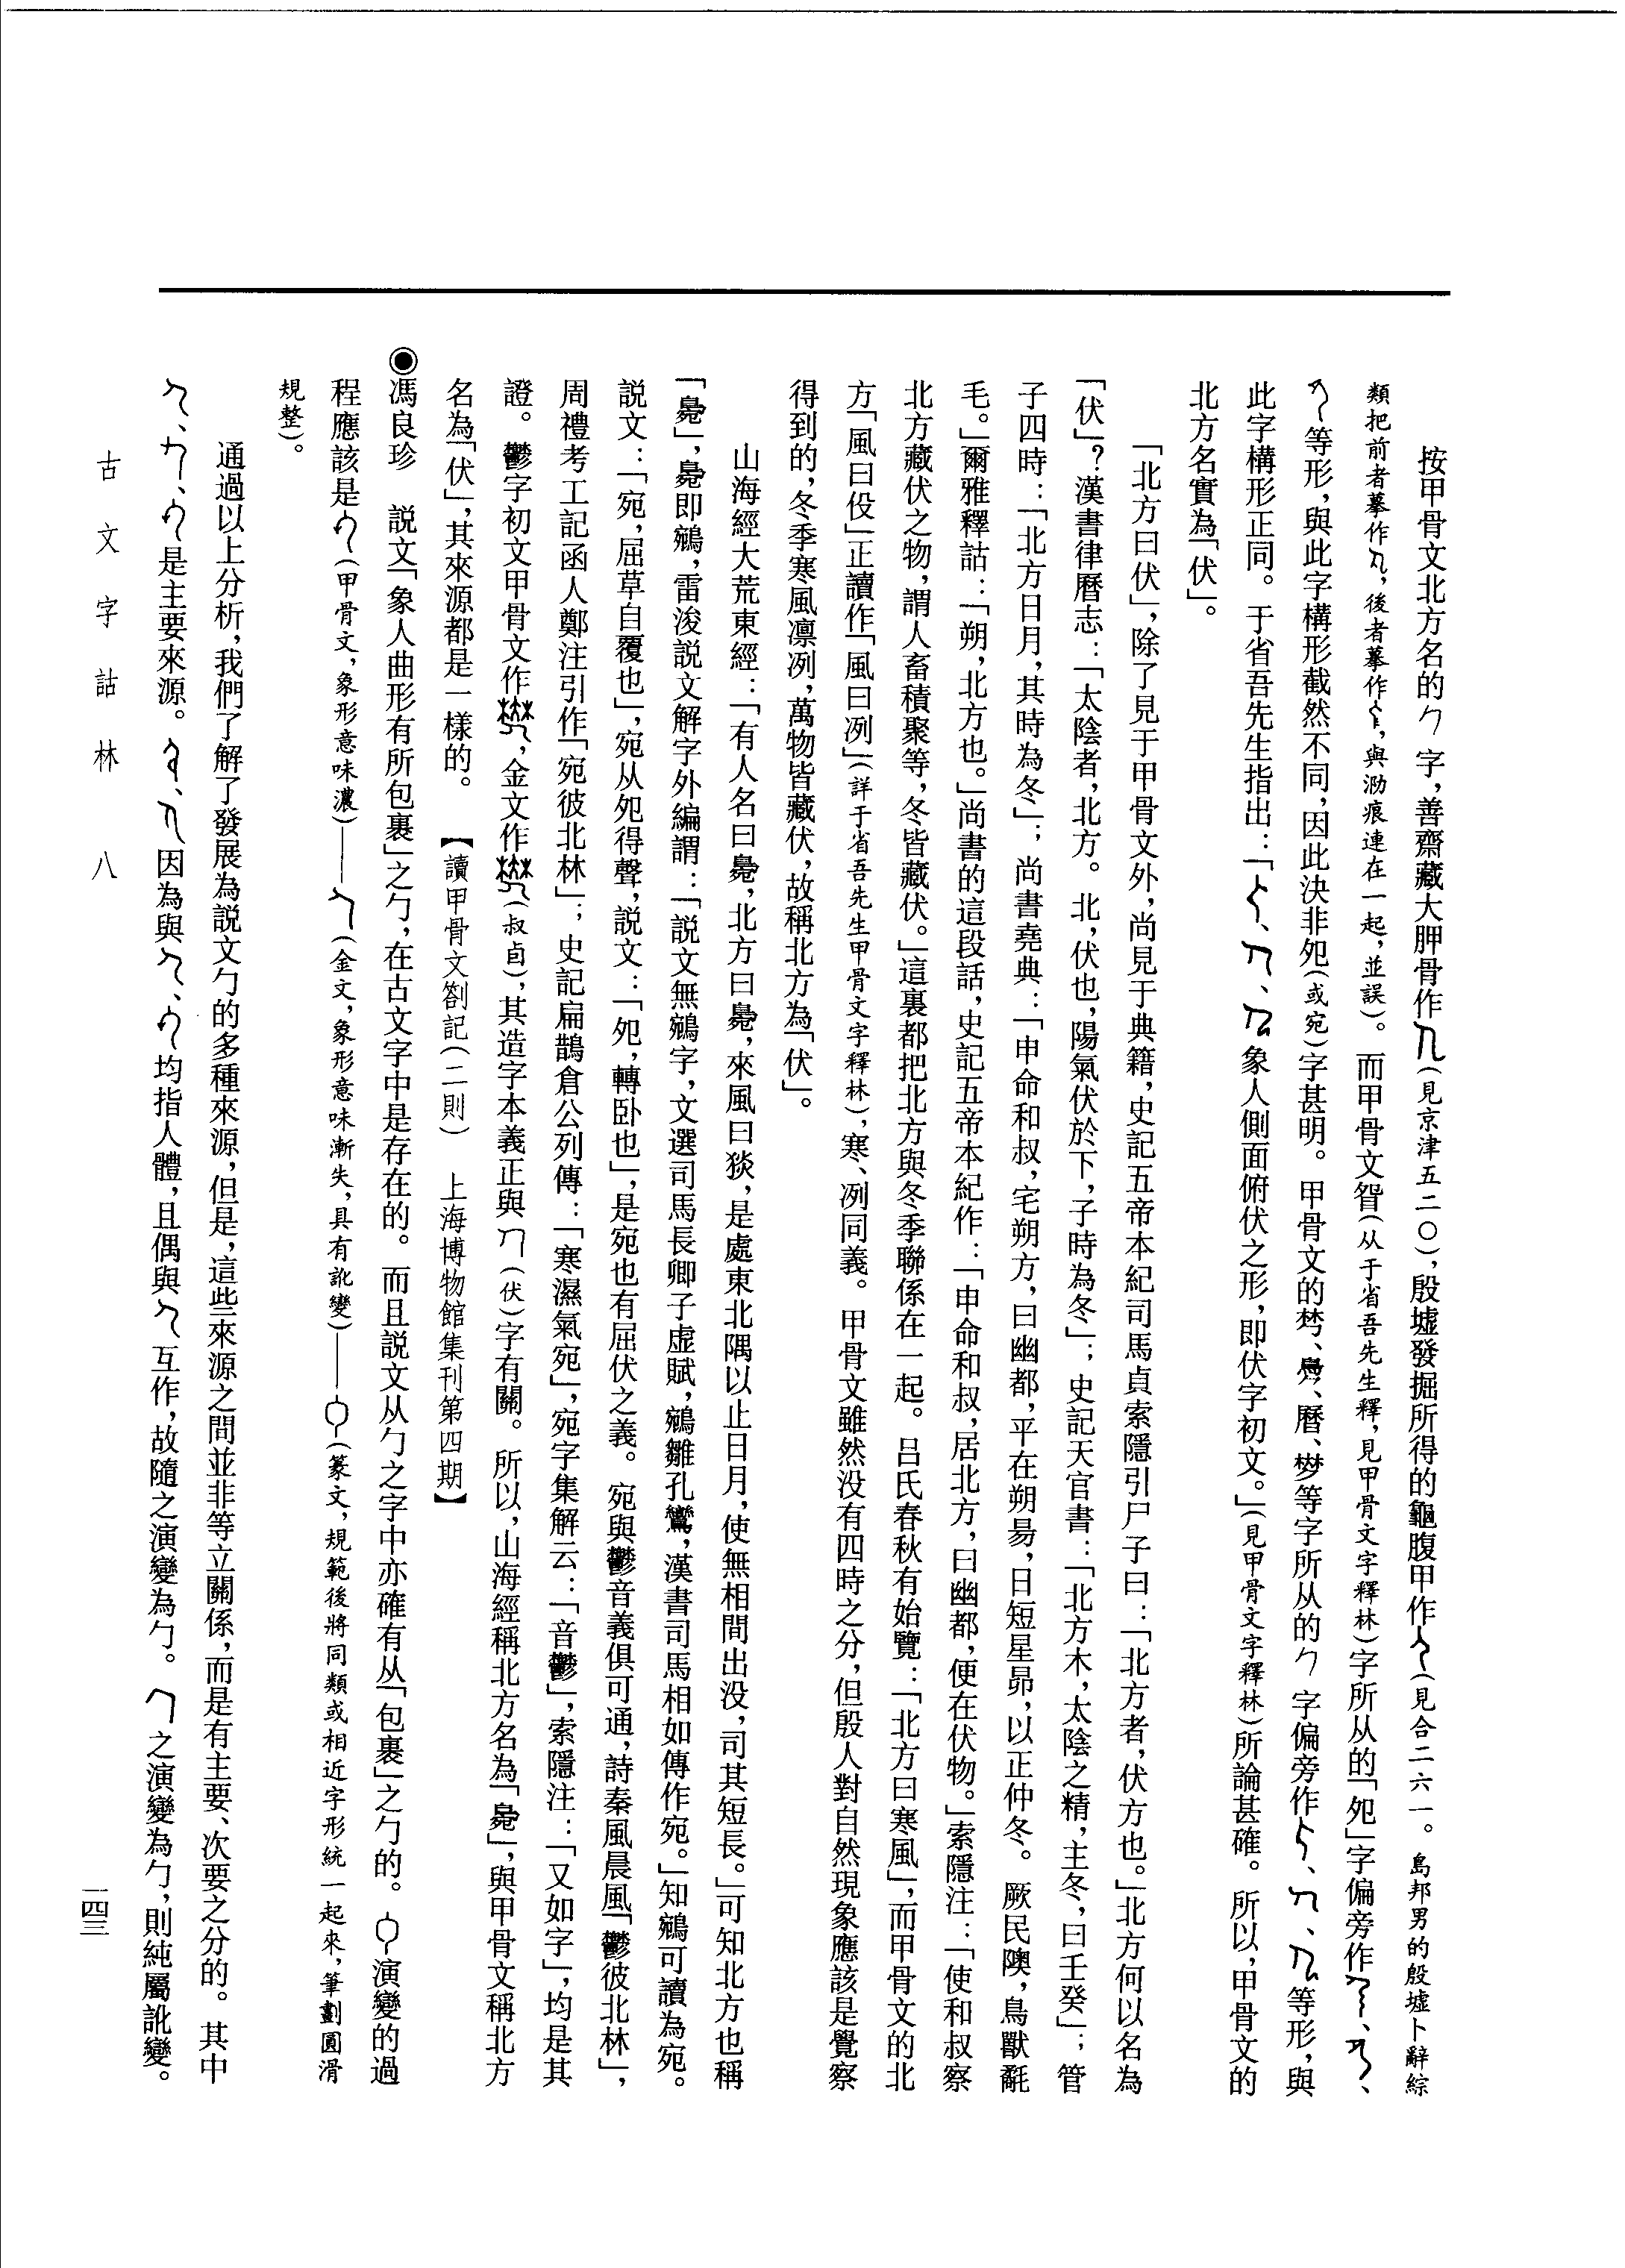 按甲骨文北方名的勹字，善齋藏大胛骨作（見京津五二〇），殷墟發掘所得的龜腹甲作（見合二六一。島邦男的殷墟卜辭綜
類把前者摹作，後者摹作，與泐痕連在一起，並誤）。而甲骨文智（从于省吾先生釋，見甲骨文字釋林）字所从的「夗」字偏旁作、、
等形，與此字構形截然不同，因此決非夗（或宛）字甚明。甲骨文的、、、等字所从的勹字偏旁作、、等形，與
此字構形正同。于省吾先生指出：「、、象人側面俯伏之形，即伏字初文。」（見甲骨文字釋林）所論甚確。所以，甲骨文的
北方名實為「伏」。
「北方曰伏」，除了見于甲骨文外，尚見于典籍，史記五帝本紀司馬貞索隱引尸子曰：「北方者，伏方也。」北方何以名為
「伏」？漢書律曆志：「太陰者，北方。北，伏也，陽氣伏於下，子時為冬」；史記天官書：「北方木，太陰之精，主冬，曰壬癸」；管
子四時：「北方日月，其時為冬」；尚書堯典：「申命和叔，宅朔方，曰幽都，平在朔易，日短星昴，以正仲冬。厥民隩，鳥獸氄
毛。」爾雅釋詁：「朔，北方也。」尚書的這段話，史記五帝本紀作：「申命和叔，居北方，曰幽都，便在伏物。」索隱注：「使和叔察
北方藏伏之物，謂人畜積聚等，冬皆藏伏。」這裏都把北方與冬季聯係在一起。吕氏春秋有始覽：「北方曰寒風」，而甲骨文的北
方「風曰伇」正讀作「風曰冽」（詳于省吾先生甲骨文字釋林），寒、冽同義。甲骨文雖然没有四時之分，但殷人對自然現象應該是覺察
得到的，冬季寒風凛冽，萬物皆藏伏，故稱北方為「伏」。
山海經大荒東經：「有人名曰鳧，北方曰鳧，來風曰狻，是處東北隅以止日月，使無相間出没，司其短長。」可知北方也稱
「鳧」，鳧即鵷，雷浚説文解字外編謂：「説文無鵷字，文選司馬長卿子虛賦，鵷雛孔鸞，漢書司馬相如傳作宛。」知鵷可讀為宛。
説文：「宛，屈草自覆也」，宛从夗得聲，説文：「夗，轉卧也」，是宛也有屈伏之義。宛與鬱音義俱可通，詩秦風晨風「鬱彼北林」，
周禮考工記函人鄭注引作「宛彼北林」；史記扁鵲倉公列傳：「寒濕氣宛」，宛字集解云：「音鬱」，索隱注：「又如字」，均是其
證。鬱字初文甲骨文作，金文作（叔卣），其造字本義正與（伏）字有關。所以，山海經稱北方名為「鳧」，與甲骨文稱北方
名為「伏」，其來源都是一樣的。【讀甲骨文劄記（二則）　上海博物館集刊第四期】
◉馮良珍　説文「象人曲形有所包裹」之勹，在古文字中是存在的。而且説文从勹之字中亦確有从「包裹」之勹的。演變的過
程應該是（甲骨文，象形意味濃）——（金文，象形意味漸失，具有訛變）——（篆文，規範後將同類或相近字形統一起來，筆劃圓滑
規整）。
通過以上分析，我們了解了發展為説文勹的多種來源，但是，這些來源之間並非等立關係，而是有主要、次要之分的。其中
、、是主要來源。、因為與、均指人體，且偶與互作，故隨之演變為勹。之演變為勹，則純屬訛變。
古文字詁林　八
一四三